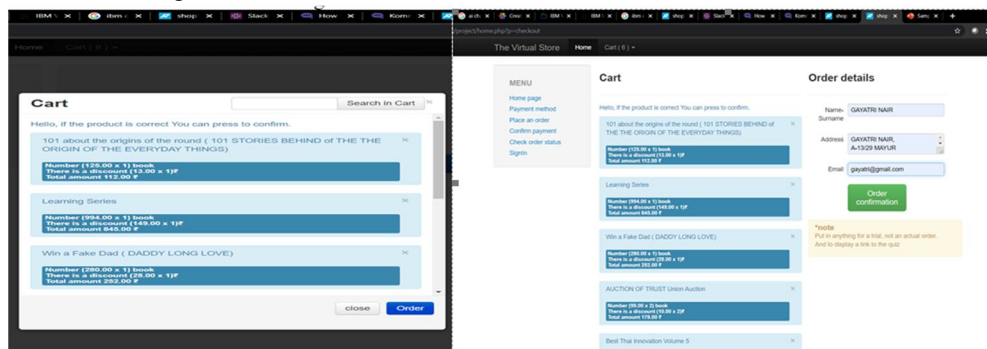 IBM
ibm
shop
Slack
How
Kom
arch
Crea
IBM
IBM
ibm
shop
Slack
How
Kom
shop
shop
Samp
/project/home.php?p=checkout
Home Cart ( 6 )
The Virtual Store Home Cart ( 6 )
Cart
Search in Cart
Hello, If the product is correct You can press to confirm.
101 about the origins of the round ( 101 STORIES BEHIND of THE THE
ORIGIN OF THE EVERYDAY THINGS)
Number (125.00 x 1) book
There is a discount (13.00 x 1)₹
Total amount 112.00 ₹
Learning Series
Number (994.00 x 1) book
There is a discount (149.00 x 1)₹
Total amount 845.00 ₹
Win a Fake Dad ( DADDY LONG LOVE)
Number (280.00 x 1) book
There is a discount (28.00 x 1)₹
Total amount 252.00 ₹
close Order
MENU
Home page
Payment method
Place an order
Confirm payment
Check order status
SignIn
Cart
Hello, If the product is correct You can press to confirm.
101 about the origins of the round ( 101 STORIES BEHIND of
THE THE ORIGIN OF THE EVERYDAY THINGS)
Number (125.00 x 1) book
There is a discount (13.00 x 1)₹
Total amount 112.00 ₹
Learning Series
Number (994.00 x 1) book
There is a discount (149.00 x 1)₹
Total amount 845.00 ₹
Win a Fake Dad ( DADDY LONG LOVE)
Number (280.00 x 1) book
There is a discount (28.00 x 1)₹
Total amount 252.00 ₹
AUCTION OF TRUST Union Auction
Number (99.00 x 2) book
There is a discount (10.00 x 2)₹
Total amount 178.00 ₹
Best Thai Innovation Volume 5
Order details
Name- GAYATRI NAIR
Surname
Address GAYATRI NAIR,
A-13/29 MAYUR
Email gayatri@gmail.com
Order
confirmation
*note
Put in anything for a trial, not an actual order.
And to display a link to the quiz